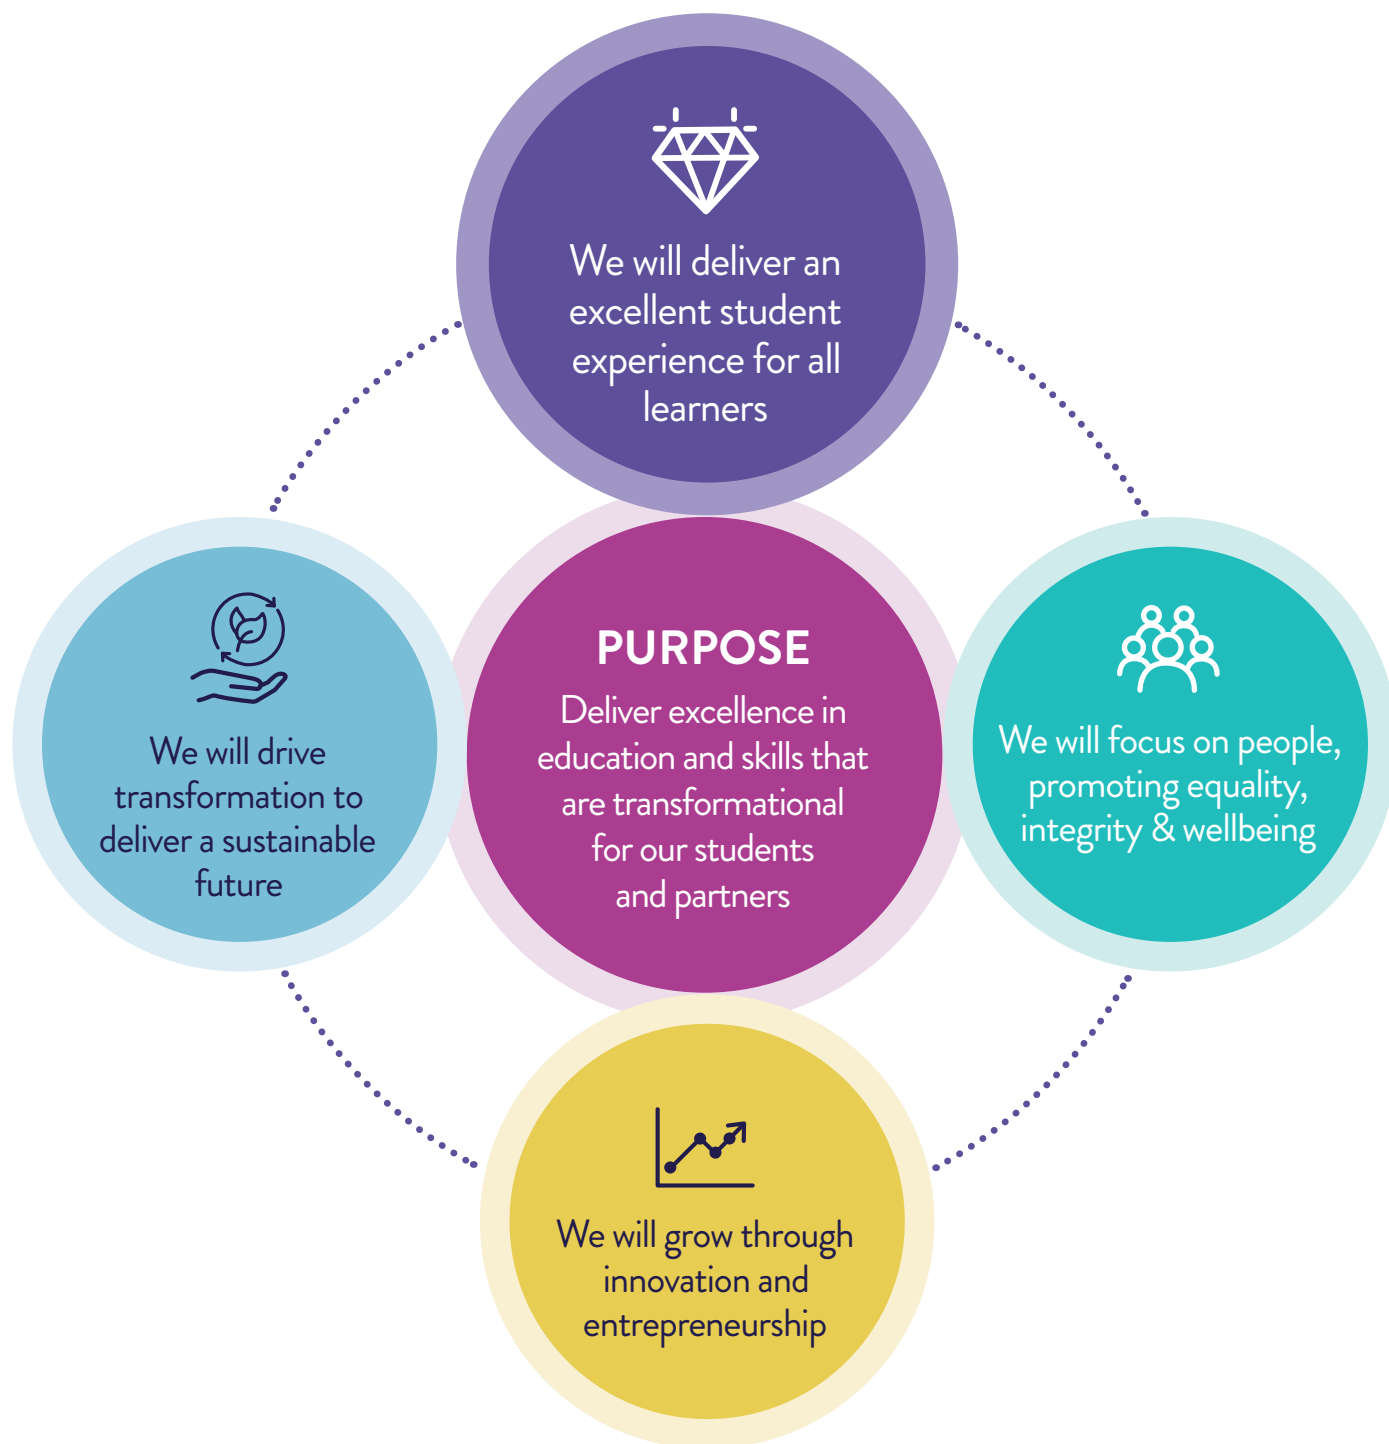 We will deliver an
excellent student
experience for all
learners
We will drive
transformation to
deliver a sustainable
future
PURPOSE
Deliver excellence in
education and skills that
are transformational
for our students
and partners
We will focus on people,
promoting equality,
integrity & wellbeing
We will grow through
innovation and
entrepreneurship